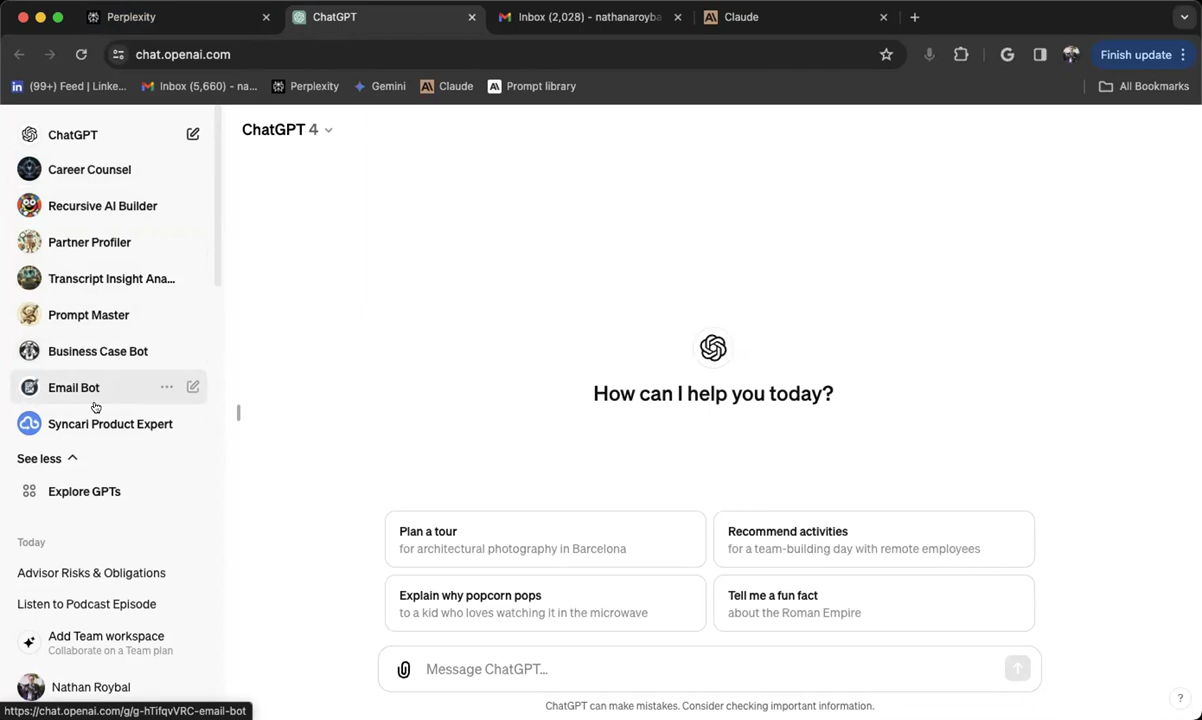 Perplexity
ChatGPT
Inbox (2,028) - nathanaroyba
Claude
chat.openai.com
Finish update
(99+) Feed | Linke...
Inbox (5,660) - na...
Perplexity
Gemini
Claude
Prompt library
All Bookmarks
ChatGPT
ChatGPT 4
Career Counsel
Recursive AI Builder
Partner Profiler
Transcript Insight Ana...
Prompt Master
Business Case Bot
Email Bot
Syncari Product Expert
See less
Explore GPTs
Today
Advisor Risks & Obligations
Listen to Podcast Episode
Add Team workspace
Collaborate on a Team plan
Nathan Roybal
https://chat.openai.com/g/g-hTifqvVRC-email-bot
How can I help you today?
Plan a tour
for architectural photography in Barcelona
Recommend activities
for a team-building day with remote employees
Explain why popcorn pops
to a kid who loves watching it in the microwave
Tell me a fun fact
about the Roman Empire
Message ChatGPT...
ChatGPT can make mistakes. Consider checking important information.
?